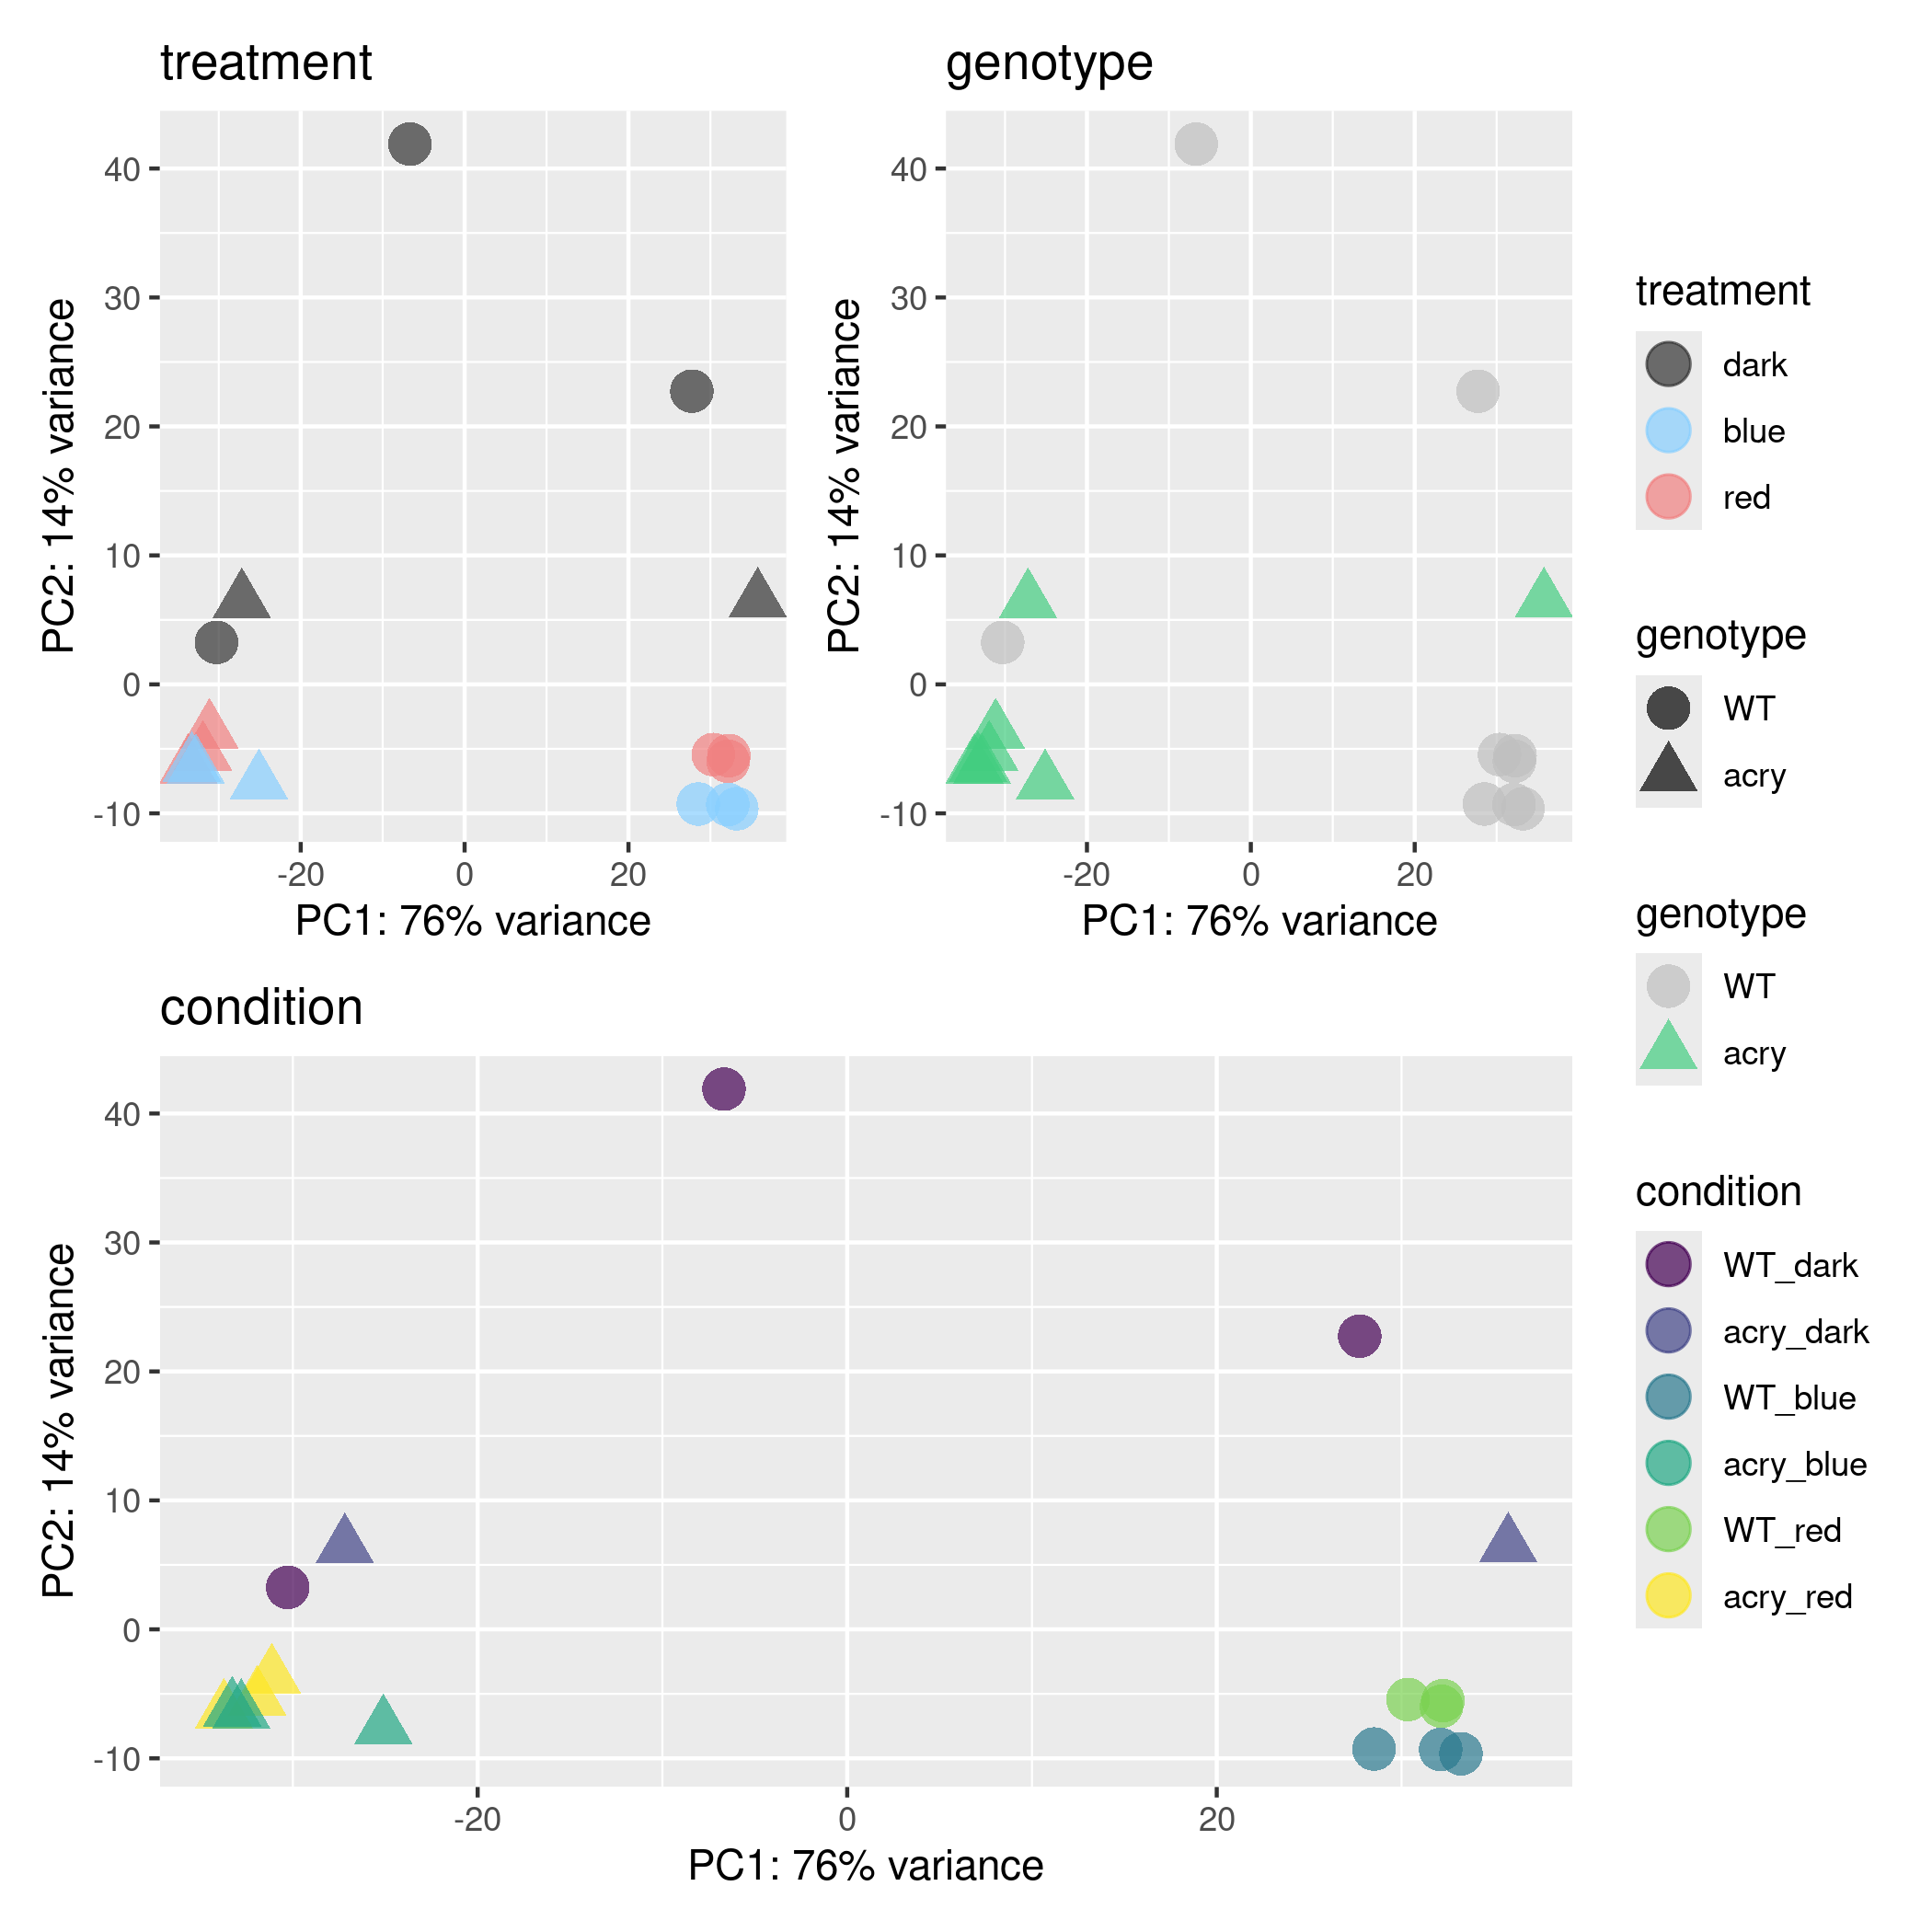 treatment
40
30
20
10
0
-10
PC2: 14% variance
-20 0 20
PC1: 76% variance
genotype
40
30
20
10
0
-10
PC2: 14% variance
-20 0 20
PC1: 76% variance
condition
40
30
20
10
0
-10
PC2: 14% variance
-20 0 20
PC1: 76% variance
treatment
dark
blue
red
genotype
WT
acry
genotype
WT
acry
condition
WT_dark
acry_dark
WT_blue
acry_blue
WT_red
acry_red